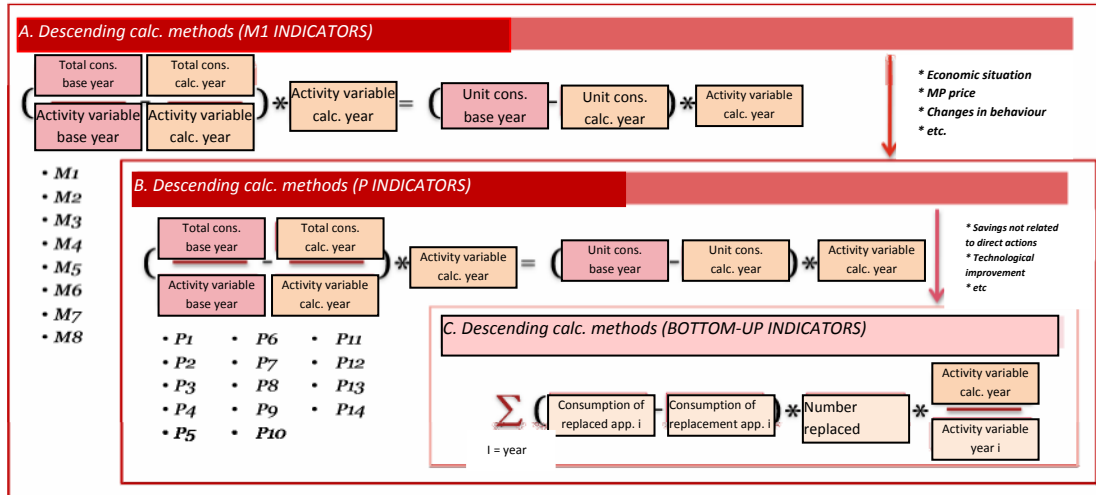 A. Descending calc. methods (M1 INDICATORS)
Total cons.
base year
Total cons.
calc. year
(
-
)
*
Activity variable
base year
Activity variable
calc. year
Activity variable
calc. year
=
(
Unit cons.
base year
-
Unit cons.
calc. year
)
*
Activity variable
calc. year
* Economic situation
* MP price
* Changes in behaviour
* etc.
• M1
• M2
• M3
• M4
• M5
• M6
• M7
• M8
B. Descending calc. methods (P INDICATORS)
Total cons.
base year
Total cons.
calc. year
(
-
)
*
Activity variable
base year
Activity variable
calc. year
Activity variable
calc. year
=
(
Unit cons.
base year
-
Unit cons.
calc. year
)
*
Activity variable
calc. year
* Savings not related
to direct actions
* Technological
improvement
* etc
• P1
• P2
• P3
• P4
• P5
• P6
• P7
• P8
• P9
• P10
• P11
• P12
• P13
• P14
C. Descending calc. methods (BOTTOM-UP INDICATORS)
∑
I = year
(
Consumption of
replaced app. i
-
Consumption of
replacement app. i
)
*
Number
replaced
*
Activity variable
calc. year
Activity variable
year i